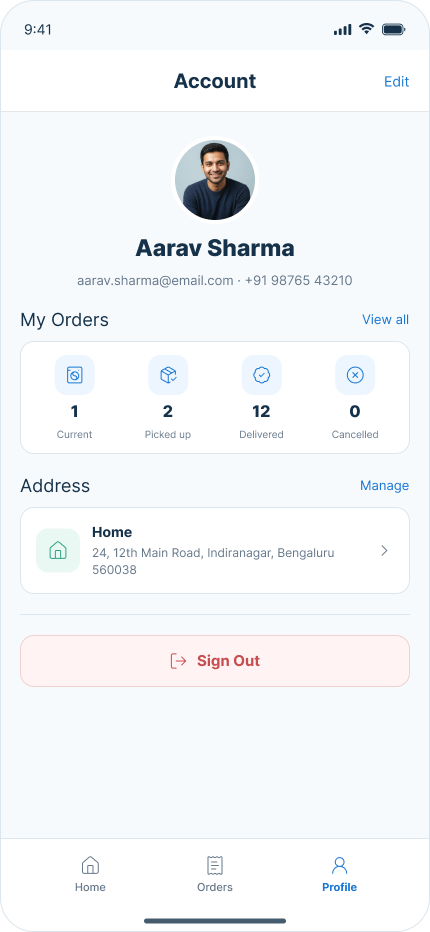 9:41
Account
Edit
Aarav Sharma
aarav.sharma@email.com · +91 98765 43210
My Orders
View all
1
2
12
0
Current
Picked up
Delivered
Cancelled
Address
Manage
Home
24, 12th Main Road, Indiranagar, Bengaluru
560038
Sign Out
Home
Orders
Profile